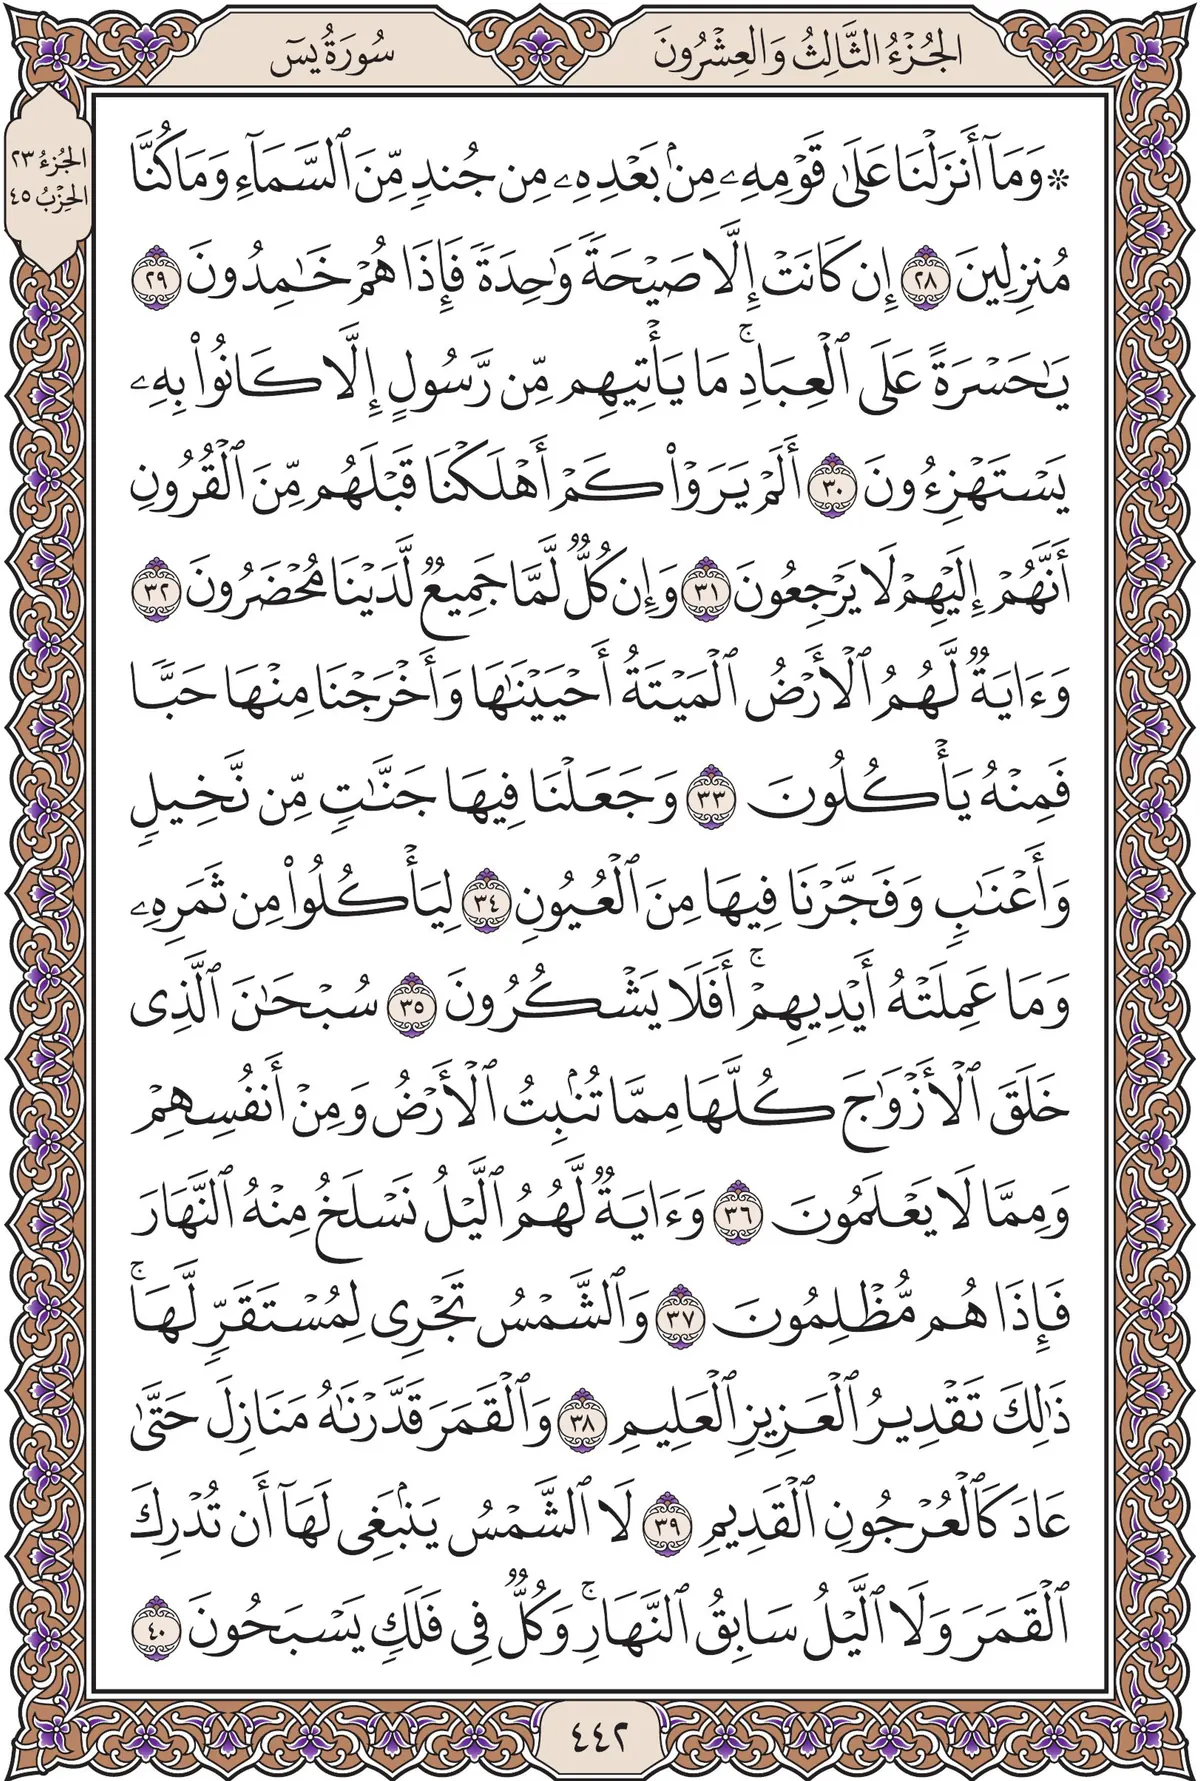 الجُزْءُ الثَّالِثُ وَالعِشْرُونَ
سُورَةُ يسٓ
الجُزءُ ٢٣
الحِزْبُ ٤٥
۞ وَمَآ أَنزَلْنَا عَلَىٰ قَوْمِهِۦ مِنۢ بَعْدِهِۦ مِن جُندٍ مِّنَ ٱلسَّمَآءِ وَمَا كُنَّا
مُنزِلِينَ ٢٨ إِن كَانَتْ إِلَّا صَيْحَةً وَٰحِدَةً فَإِذَا هُمْ خَٰمِدُونَ ٢٩
يَٰحَسْرَةً عَلَى ٱلْعِبَادِۚ مَا يَأْتِيهِم مِّن رَّسُولٍ إِلَّا كَانُوا۟ بِهِۦ
يَسْتَهْزِءُونَ ٣٠ أَلَمْ يَرَوْا۟ كَمْ أَهْلَكْنَا قَبْلَهُم مِّنَ ٱلْقُرُونِ
أَنَّهُمْ إِلَيْهِمْ لَا يَرْجِعُونَ ٣١ وَإِن كُلٌّ لَّمَّا جَمِيعٌ لَّدَيْنَا مُحْضَرُونَ ٣٢
وَءَايَةٌ لَّهُمُ ٱلْأَرْضُ ٱلْمَيْتَةُ أَحْيَيْنَٰهَا وَأَخْرَجْنَا مِنْهَا حَبًّا
فَمِنْهُ يَأْكُلُونَ ٣٣ وَجَعَلْنَا فِيهَا جَنَّٰتٍ مِّن نَّخِيلٍ
وَأَعْنَٰبٍ وَفَجَّرْنَا فِيهَا مِنَ ٱلْعُيُونِ ٣٤ لِيَأْكُلُوا۟ مِن ثَمَرِهِۦ
وَمَا عَمِلَتْهُ أَيْدِيهِمْۚ أَفَلَا يَشْكُرُونَ ٣٥ سُبْحَٰنَ ٱلَّذِى
خَلَقَ ٱلْأَزْوَٰجَ كُلَّهَا مِمَّا تُنۢبِتُ ٱلْأَرْضُ وَمِنْ أَنفُسِهِمْ
وَمِمَّا لَا يَعْلَمُونَ ٣٦ وَءَايَةٌ لَّهُمُ ٱلَّيْلُ نَسْلَخُ مِنْهُ ٱلنَّهَارَ
فَإِذَا هُم مُّظْلِمُونَ ٣٧ وَٱلشَّمْسُ تَجْرِى لِمُسْتَقَرٍّ لَّهَاۚ
ذَٰلِكَ تَقْدِيرُ ٱلْعَزِيزِ ٱلْعَلِيمِ ٣٨ وَٱلْقَمَرَ قَدَّرْنَٰهُ مَنَازِلَ حَتَّىٰ
عَادَ كَٱلْعُرْجُونِ ٱلْقَدِيمِ ٣٩ لَا ٱلشَّمْسُ يَنۢبَغِى لَهَآ أَن تُدْرِكَ
ٱلْقَمَرَ وَلَا ٱلَّيْلُ سَابِقُ ٱلنَّهَارِۚ وَكُلٌّ فِى فَلَكٍ يَسْبَحُونَ ٤٠
٤٤٢